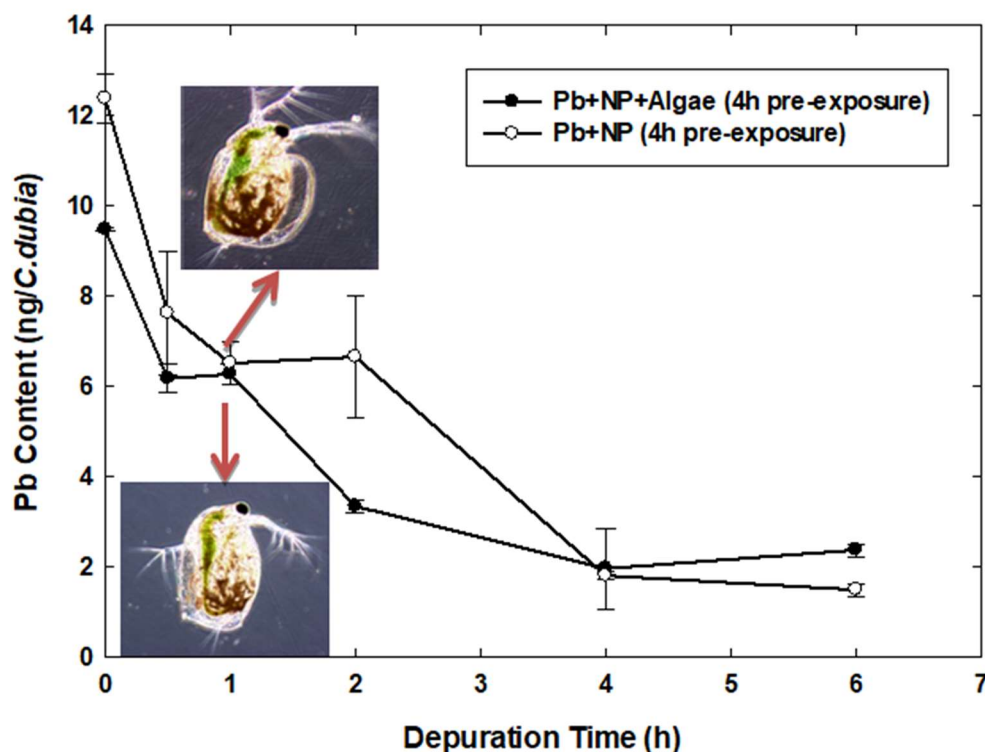 14
12
10
8
6
4
2
0
Pb Content (ng/C.dubia)
Pb+NP+Algae (4h pre-exposure)
Pb+NP (4h pre-exposure)
0 1 2 3 4 5 6 7
Depuration Time (h)